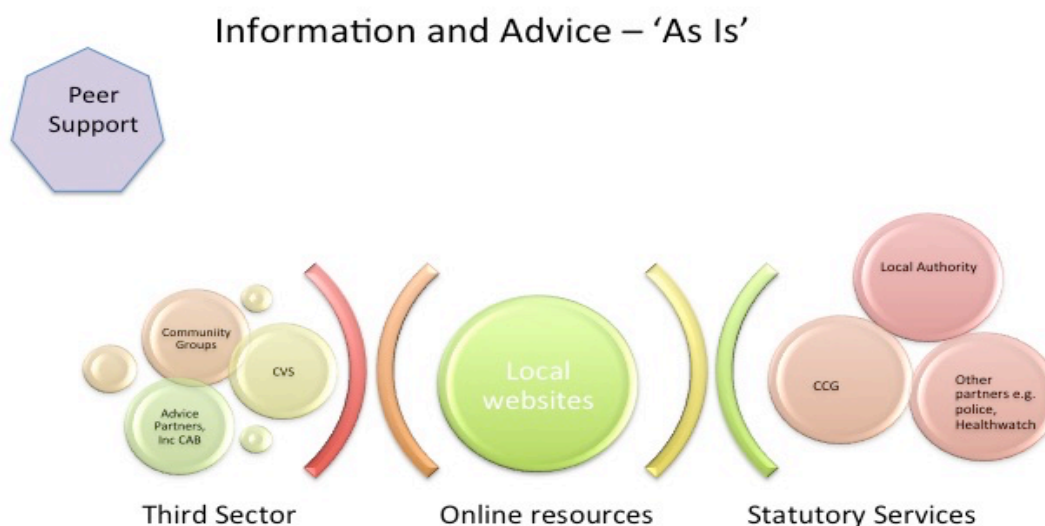 Information and Advice – ‘As Is’
Peer
Support
Communiity
Groups
CVS
Advice
Partners,
Inc CAB
Local
websites
Local Authority
CCG
Other
partners e.g.
police,
Healthwatch
Third Sector
Online resources
Statutory Services